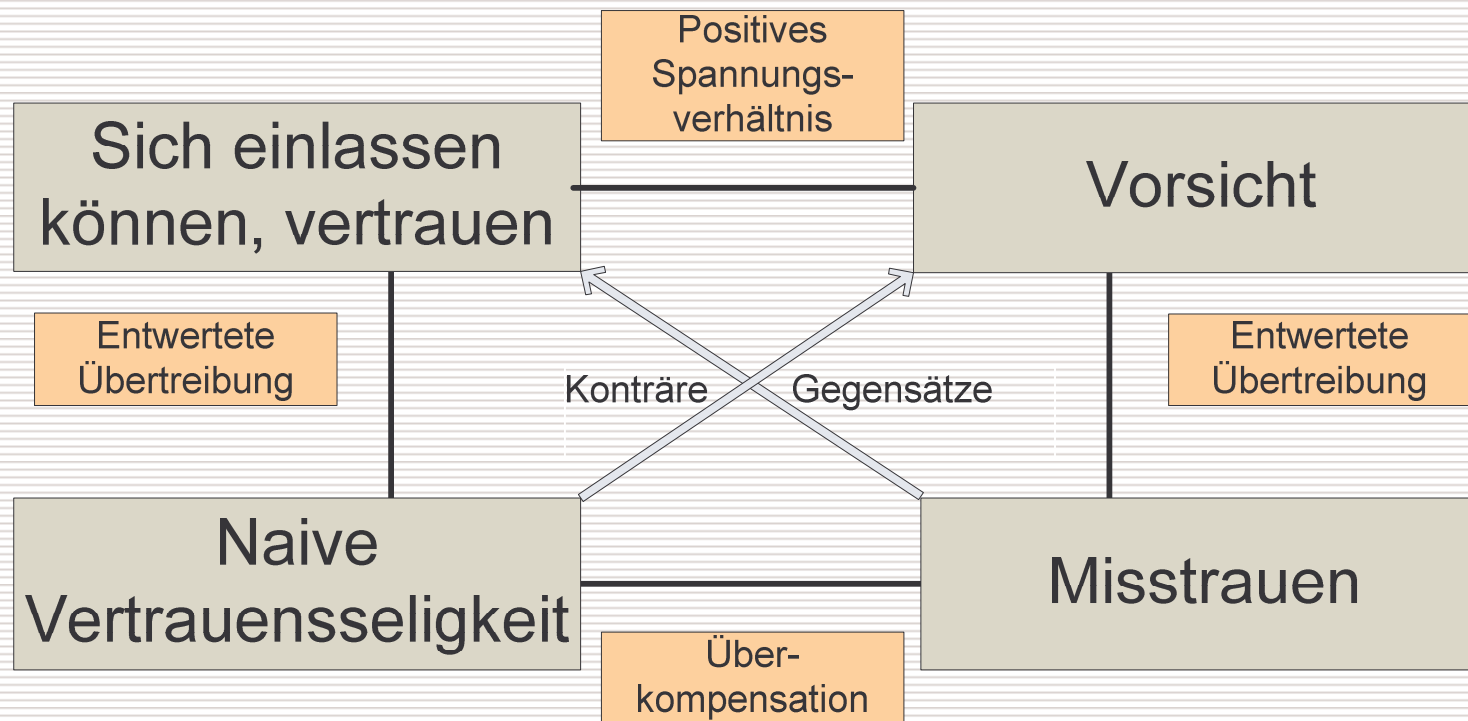 Positives
Spannungs-
verhältnis
Sich einlassen
können, vertrauen
Vorsicht
Entwertete
Übertreibung
Entwertete
Übertreibung
Konträre
Gegensätze
Naive
Vertrauensseligkeit
Misstrauen
Über-
kompensation